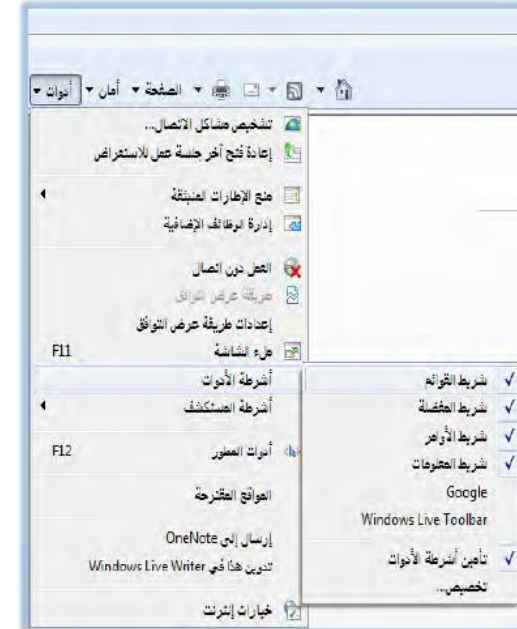 الصفحة أمان أدوات
تشخيص مشاكل الاتصال...
إعادة فتح آخر جلسة عمل للاستعراض
منع الإطارات المنبثقة
إدارة الوظائف الإضافية
العمل دون اتصال
طريقة عرض التوافق
إعدادات طريقة عرض التوافق
ملء الشاشة F11
أشرطة الأدوات
أشرطة المستكشف
أدوات المطور F12
المواقع المقترحة
إرسال إلى OneNote
تدوين هذا في Windows Live Writer
خيارات إنترنت
شريط القوائم
شريط المفضلة
شريط الأوامر
شريط المعلومات
Google
Windows Live Toolbar
تأمين أشرطة الأدوات
تخصيص...